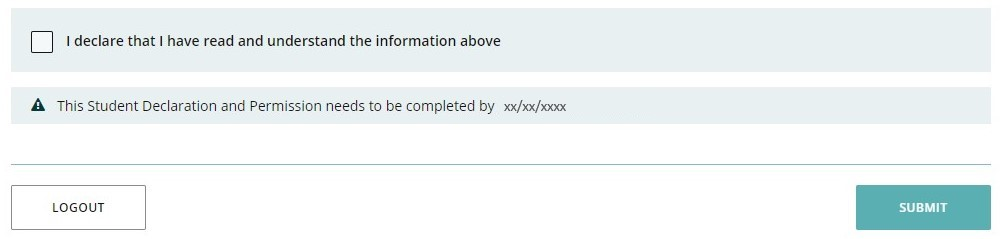 I declare that I have read and understand the information above
This Student Declaration and Permission needs to be completed by xx/xx/xxxx
LOGOUT
SUBMIT